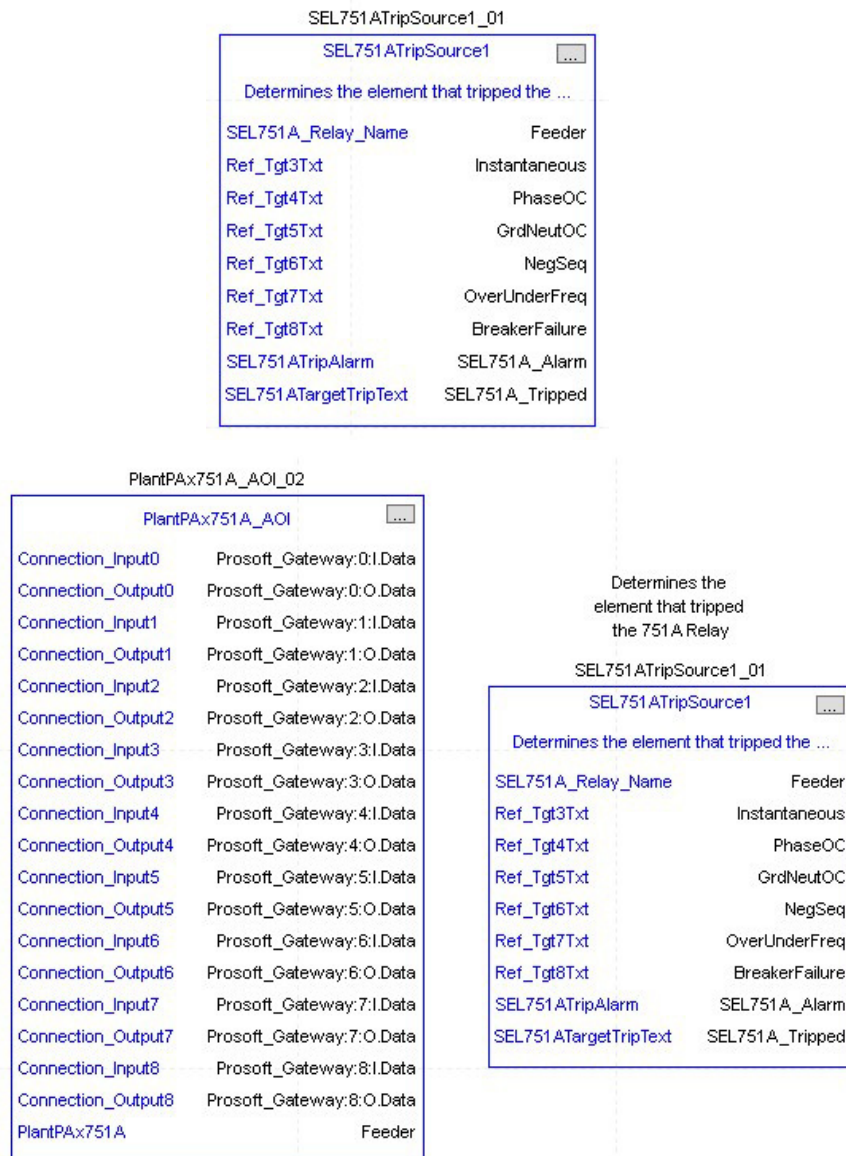 SEL751ATripSource1_01
SEL751ATripSource1 ...
Determines the element that tripped the ...
SEL751A_Relay_Name Feeder
Ref_Tgt3Txt Instantaneous
Ref_Tgt4Txt PhaseOC
Ref_Tgt5Txt GrdNeutOC
Ref_Tgt6Txt NegSeq
Ref_Tgt7Txt OverUnderFreq
Ref_Tgt8Txt BreakerFailure
SEL751ATripAlarm SEL751A_Alarm
SEL751ATargetTripText SEL751A_Tripped
PlantPAx751A_AOI_02
PlantPAx751A_AOI ...
Connection_Input0 Prosoft_Gateway:0:I.Data
Connection_Output0 Prosoft_Gateway:0:O.Data
Connection_Input1 Prosoft_Gateway:1:I.Data
Connection_Output1 Prosoft_Gateway:1:O.Data
Connection_Input2 Prosoft_Gateway:2:I.Data
Connection_Output2 Prosoft_Gateway:2:O.Data
Connection_Input3 Prosoft_Gateway:3:I.Data
Connection_Output3 Prosoft_Gateway:3:O.Data
Connection_Input4 Prosoft_Gateway:4:I.Data
Connection_Output4 Prosoft_Gateway:4:O.Data
Connection_Input5 Prosoft_Gateway:5:I.Data
Connection_Output5 Prosoft_Gateway:5:O.Data
Connection_Input6 Prosoft_Gateway:6:I.Data
Connection_Output6 Prosoft_Gateway:6:O.Data
Connection_Input7 Prosoft_Gateway:7:I.Data
Connection_Output7 Prosoft_Gateway:7:O.Data
Connection_Input8 Prosoft_Gateway:8:I.Data
Connection_Output8 Prosoft_Gateway:8:O.Data
PlantPAx751A Feeder
Determines the
element that tripped
the 751A Relay
SEL751ATripSource1_01
SEL751ATripSource1 ...
Determines the element that tripped the ...
SEL751A_Relay_Name Feeder
Ref_Tgt3Txt Instantaneous
Ref_Tgt4Txt PhaseOC
Ref_Tgt5Txt GrdNeutOC
Ref_Tgt6Txt NegSeq
Ref_Tgt7Txt OverUnderFreq
Ref_Tgt8Txt BreakerFailure
SEL751ATripAlarm SEL751A_Alarm
SEL751ATargetTripText SEL751A_Tripped